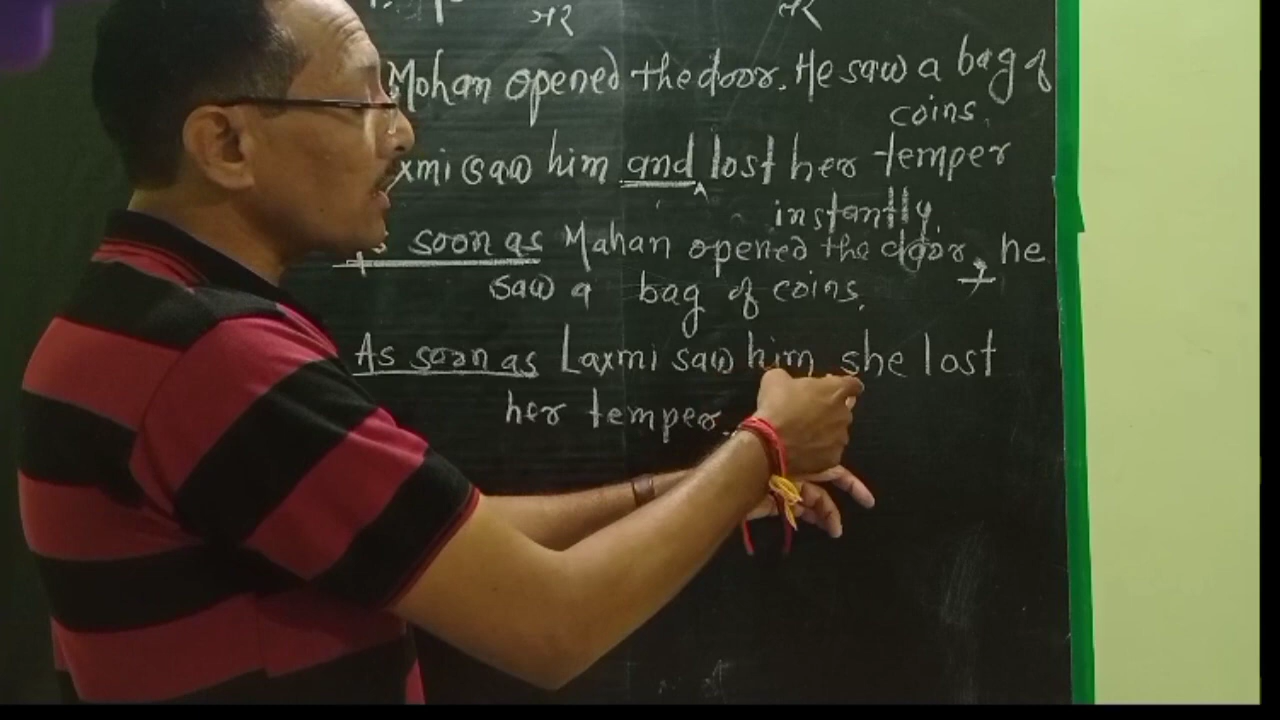 Mohan opened the door. He saw a bag of
coins.
xmi saw him and lost her temper
instantly.
soon as Mahan opened the door, he
saw a bag of coins.
As soon as Laxmi saw him she lost
her temper.